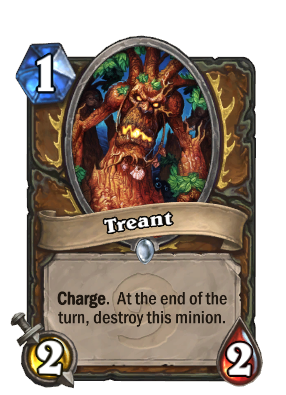 1
Treant
Charge. At the end of the
turn, destroy this minion.
2
2